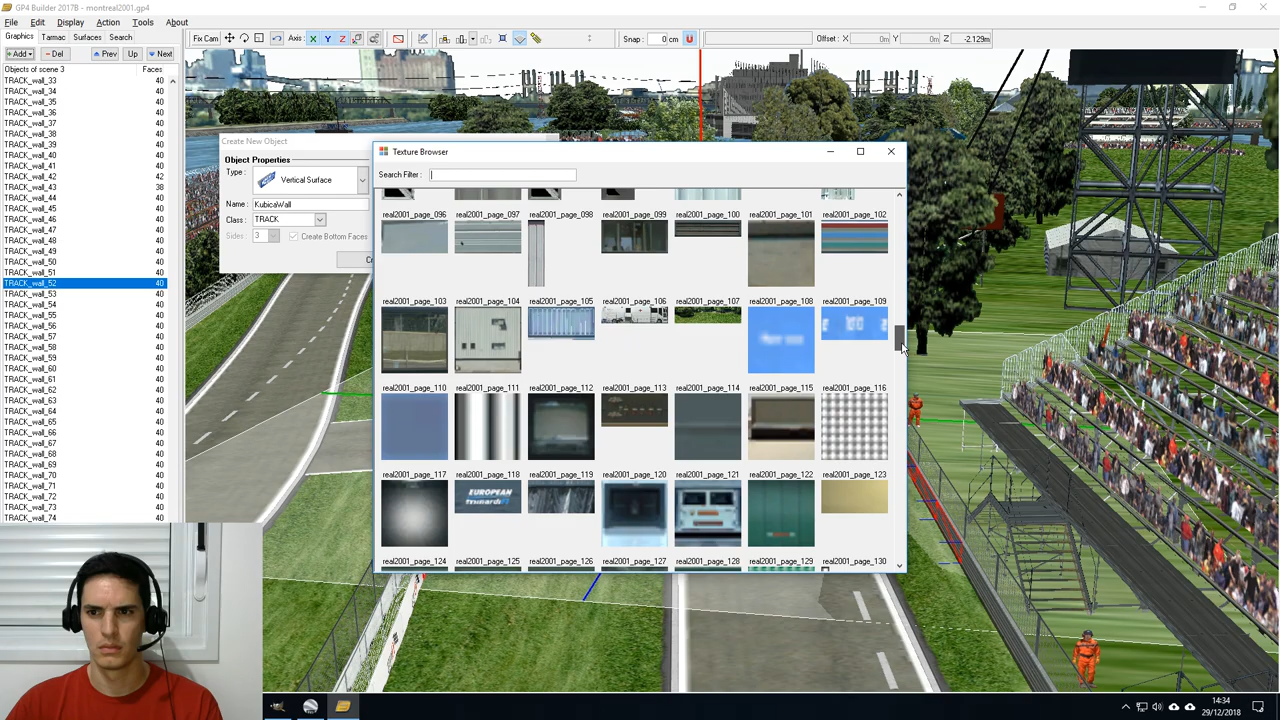 GP4 Builder 2017B - montreal2001.gp4
File Edit Display Action Tools About
Graphics Tarmac Surfaces Search
Fix Cam Axis : X Y Z Snap : 0 cm Offset : X 0m Y 0m Z -2.129m
Add Del Prev Up Next
Objects of scene 3 Faces
TRACK_wall_33 40
TRACK_wall_34 40
TRACK_wall_35 40
TRACK_wall_36 40
TRACK_wall_37 40
TRACK_wall_38 40
TRACK_wall_39 40
TRACK_wall_40 40
TRACK_wall_41 40
TRACK_wall_42 42
TRACK_wall_43 38
TRACK_wall_44 40
TRACK_wall_45 40
TRACK_wall_46 40
TRACK_wall_47 40
TRACK_wall_48 40
TRACK_wall_49 40
TRACK_wall_50 40
TRACK_wall_51 40
TRACK_wall_52 40
TRACK_wall_53 40
TRACK_wall_54 40
TRACK_wall_55 40
TRACK_wall_56 40
TRACK_wall_57 40
TRACK_wall_58 40
TRACK_wall_59 40
TRACK_wall_60 40
TRACK_wall_61 40
TRACK_wall_62 40
TRACK_wall_63 40
TRACK_wall_64 40
TRACK_wall_65 40
TRACK_wall_66 40
TRACK_wall_67 40
TRACK_wall_68 40
TRACK_wall_69 40
TRACK_wall_70 40
TRACK_wall_71 40
TRACK_wall_72 40
TRACK_wall_73 40
TRACK_wall_74 40
Create New Object
Object Properties
Type : Vertical Surface
Name : KubicaWall
Class : TRACK
Sides : 3 Create Bottom Faces
Texture Browser
Search Filter :
real2001_page_096 real2001_page_097 real2001_page_098 real2001_page_099 real2001_page_100 real2001_page_101 real2001_page_102
real2001_page_103 real2001_page_104 real2001_page_105 real2001_page_106 real2001_page_107 real2001_page_108 real2001_page_109
real2001_page_110 real2001_page_111 real2001_page_112 real2001_page_113 real2001_page_114 real2001_page_115 real2001_page_116
real2001_page_117 real2001_page_118 real2001_page_119 real2001_page_120 real2001_page_121 real2001_page_122 real2001_page_123
EUROPEAN
real2001_page_124 real2001_page_125 real2001_page_126 real2001_page_127 real2001_page_128 real2001_page_129 real2001_page_130
14:34
29/12/2018